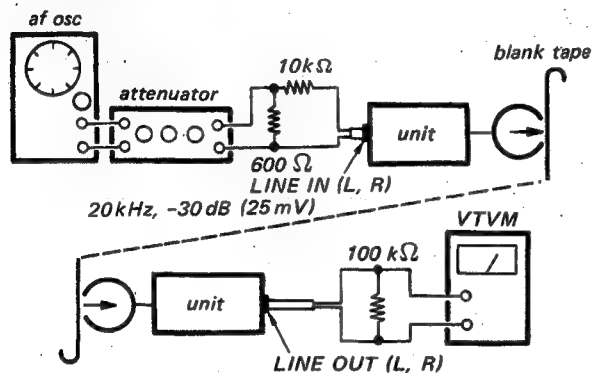 af osc
attenuator
10kΩ
blank tape
unit
600 Ω
LINE IN (L, R)
20kHz, -30 dB (25 mV)
VTVM
100 kΩ
unit
LINE OUT (L, R)